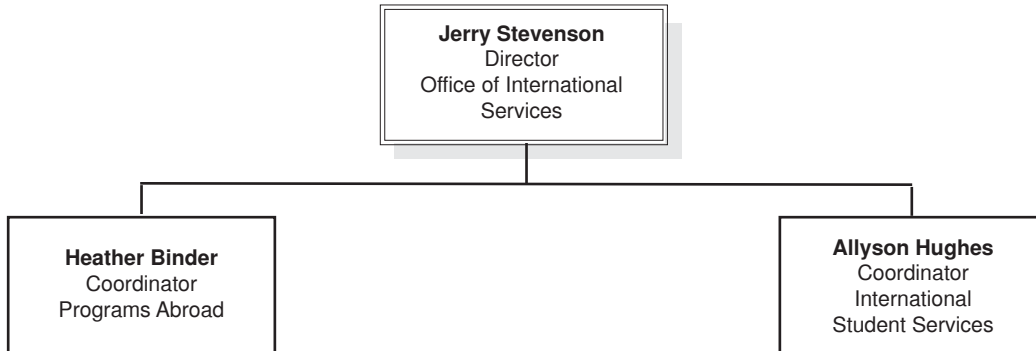 Jerry Stevenson
Director
Office of International
Services
Heather Binder
Coordinator
Programs Abroad
Allyson Hughes
Coordinator
International
Student Services